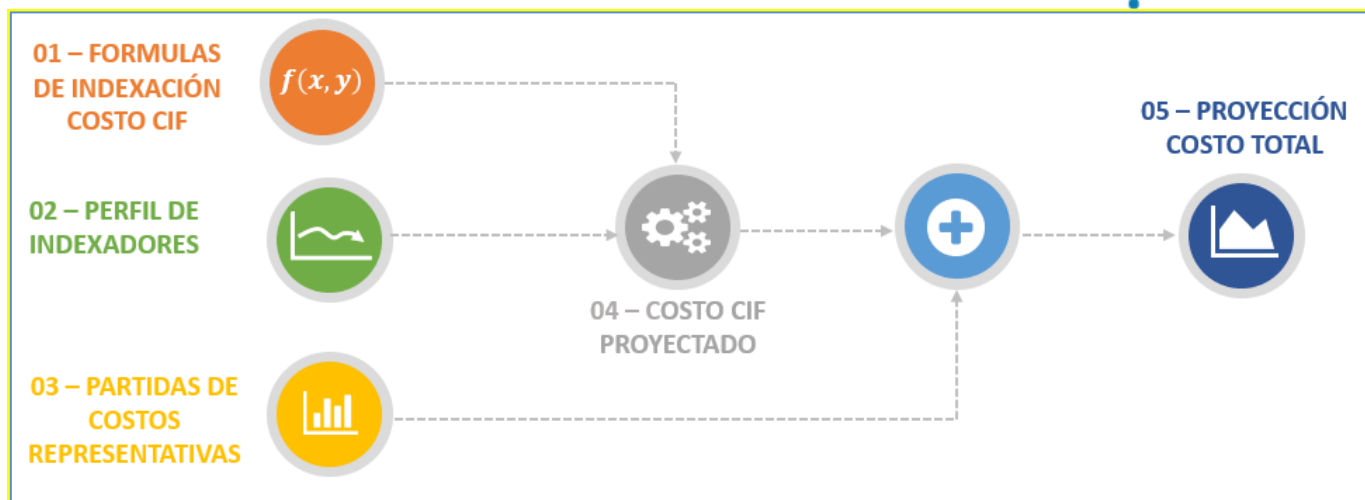 01 – FORMULAS
DE INDEXACIÓN
COSTO CIF
f(x, y)
02 – PERFIL DE
INDEXADORES
03 – PARTIDAS DE
COSTOS
REPRESENTATIVAS
04 – COSTO CIF
PROYECTADO
05 – PROYECCIÓN
COSTO TOTAL